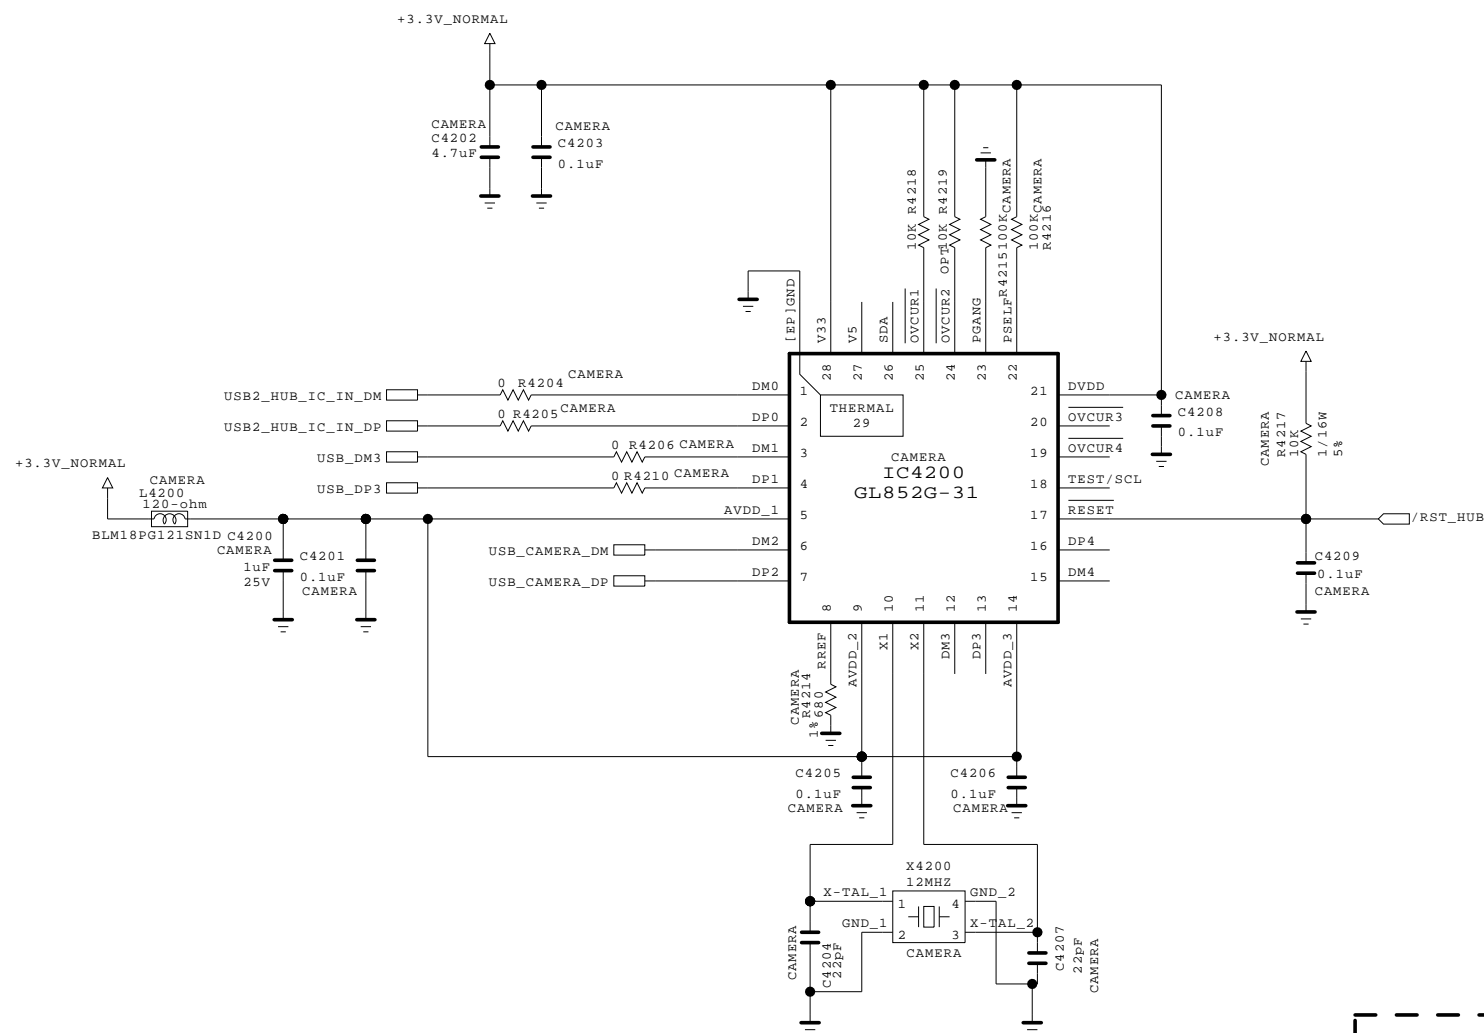 +3.3V_NORMAL
CAMERA
C4202
4.7uF
CAMERA
C4203
0.1uF
10K R4218
10K R4219
OPT
R4215 100K CAMERA
100K CAMERA
R4216
[EP]GND
V33
V5
SDA
OVCUR1
OVCUR2
PGANG
PSELF
28
27
26
25
24
23
22
+3.3V_NORMAL
USB2_HUB_IC_IN_DM
0 R4204 CAMERA
DM0
1
USB2_HUB_IC_IN_DP
0 R4205 CAMERA
DP0
2
USB_DM3
0 R4206 CAMERA
DM1
3
USB_DP3
0 R4210 CAMERA
DP1
4
AVDD_1
5
USB_CAMERA_DM
DM2
6
USB_CAMERA_DP
DP2
7
THERMAL
29
CAMERA
IC4200
GL852G-31
21
DVDD
20
OVCUR3
19
OVCUR4
18
TEST/SCL
17
RESET
16
DP4
15
DM4
CAMERA
C4208
0.1uF
CAMERA
R4217
10K
1/16W
5%
/RST_HUB
C4209
0.1uF
CAMERA
+3.3V_NORMAL
CAMERA
L4200
120-ohm
BLM18PG121SN1D
C4200
CAMERA
1uF
25V
C4201
0.1uF
CAMERA
8
9
10
11
12
13
14
RREF
AVDD_2
X1
X2
DM3
DP3
AVDD_3
CAMERA
R4214
680
1%
C4205
0.1uF
CAMERA
C4206
0.1uF
CAMERA
X4200
12MHZ
X-TAL_1
1
4
GND_2
GND_1
2
3
X-TAL_2
CAMERA
CAMERA
C4204
22pF
C4207
22pF
CAMERA